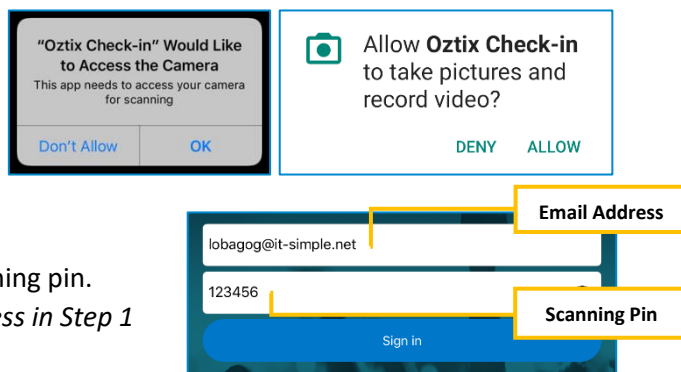 "Oztix Check-in" Would Like
to Access the Camera
This app needs to access your camera
for scanning
Don't Allow
OK
Allow Oztix Check-in
to take pictures and
record video?
DENY
ALLOW
Email Address
lobagog@it-simple.net
123456
Scanning Pin
Sign in
pin.
in Step 1